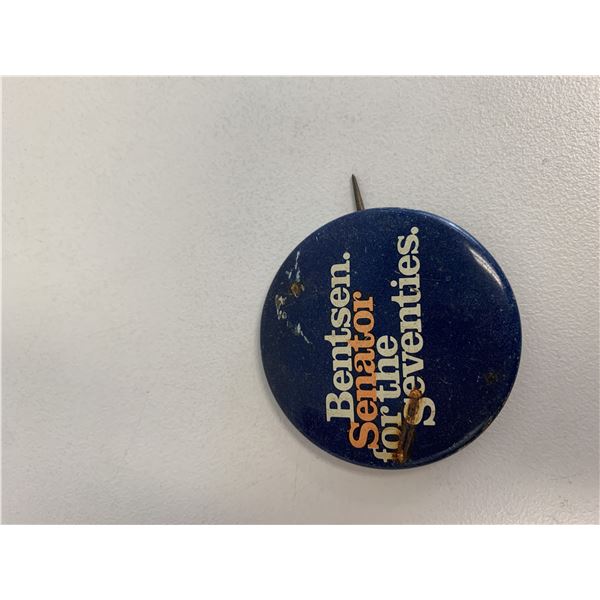 Bentsen.
Senator
for the
seventies.